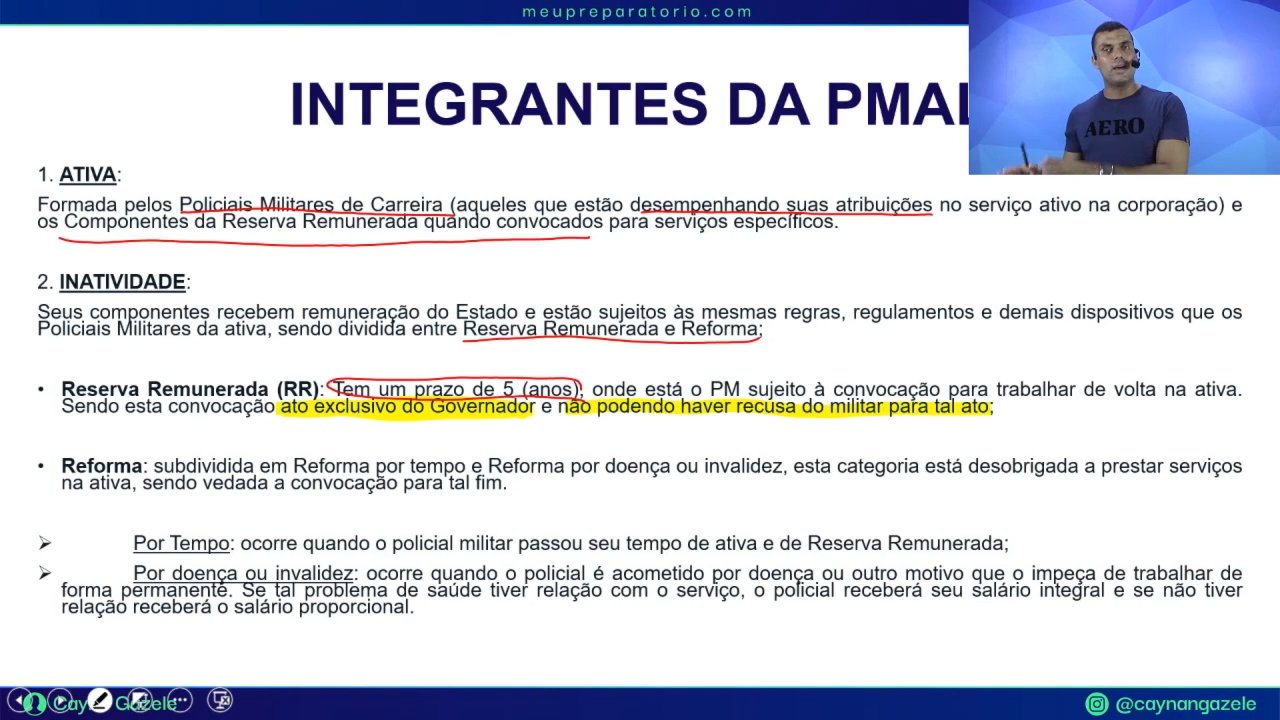 meupreparatorio.com
INTEGRANTES DA PMAL
AERO
1. ATIVA:
Formada pelos Policiais Militares de Carreira (aqueles que estão desempenhando suas atribuições no serviço ativo na corporação) e
os Componentes da Reserva Remunerada quando convocados para serviços específicos.
2. INATIVIDADE:
Seus componentes recebem remuneração do Estado e estão sujeitos às mesmas regras, regulamentos e demais dispositivos que os
Policiais Militares da ativa, sendo dividida entre Reserva Remunerada e Reforma;
• Reserva Remunerada (RR): Tem um prazo de 5 (anos), onde está o PM sujeito à convocação para trabalhar de volta na ativa.
Sendo esta convocação ato exclusivo do Governador e não podendo haver recusa do militar para tal ato;
• Reforma: subdividida em Reforma por tempo e Reforma por doença ou invalidez, esta categoria está desobrigada a prestar serviços
na ativa, sendo vedada a convocação para tal fim.
➢ Por Tempo: ocorre quando o policial militar passou seu tempo de ativa e de Reserva Remunerada;
➢ Por doença ou invalidez: ocorre quando o policial é acometido por doença ou outro motivo que o impeça de trabalhar de
forma permanente. Se tal problema de saúde tiver relação com o serviço, o policial receberá seu salário integral e se não tiver
relação receberá o salário proporcional.
Caynan Gazele
@caynangazele